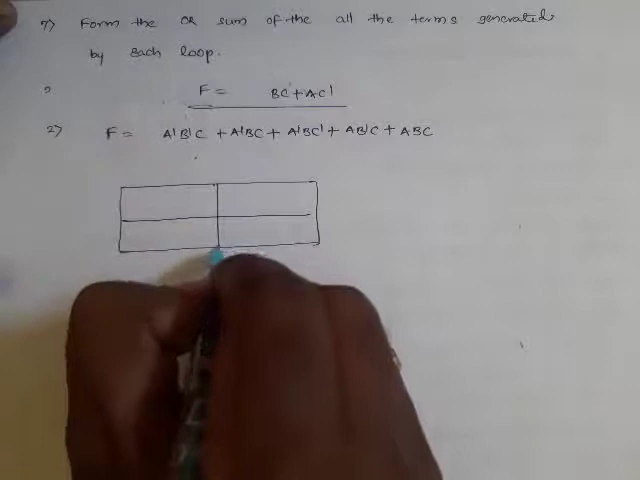 7) Form the OR sum of the all the terms generated
by each loop.
F = BC'+AC'
2) F = A'B'C + A'BC + A'BC' + AB'C + ABC